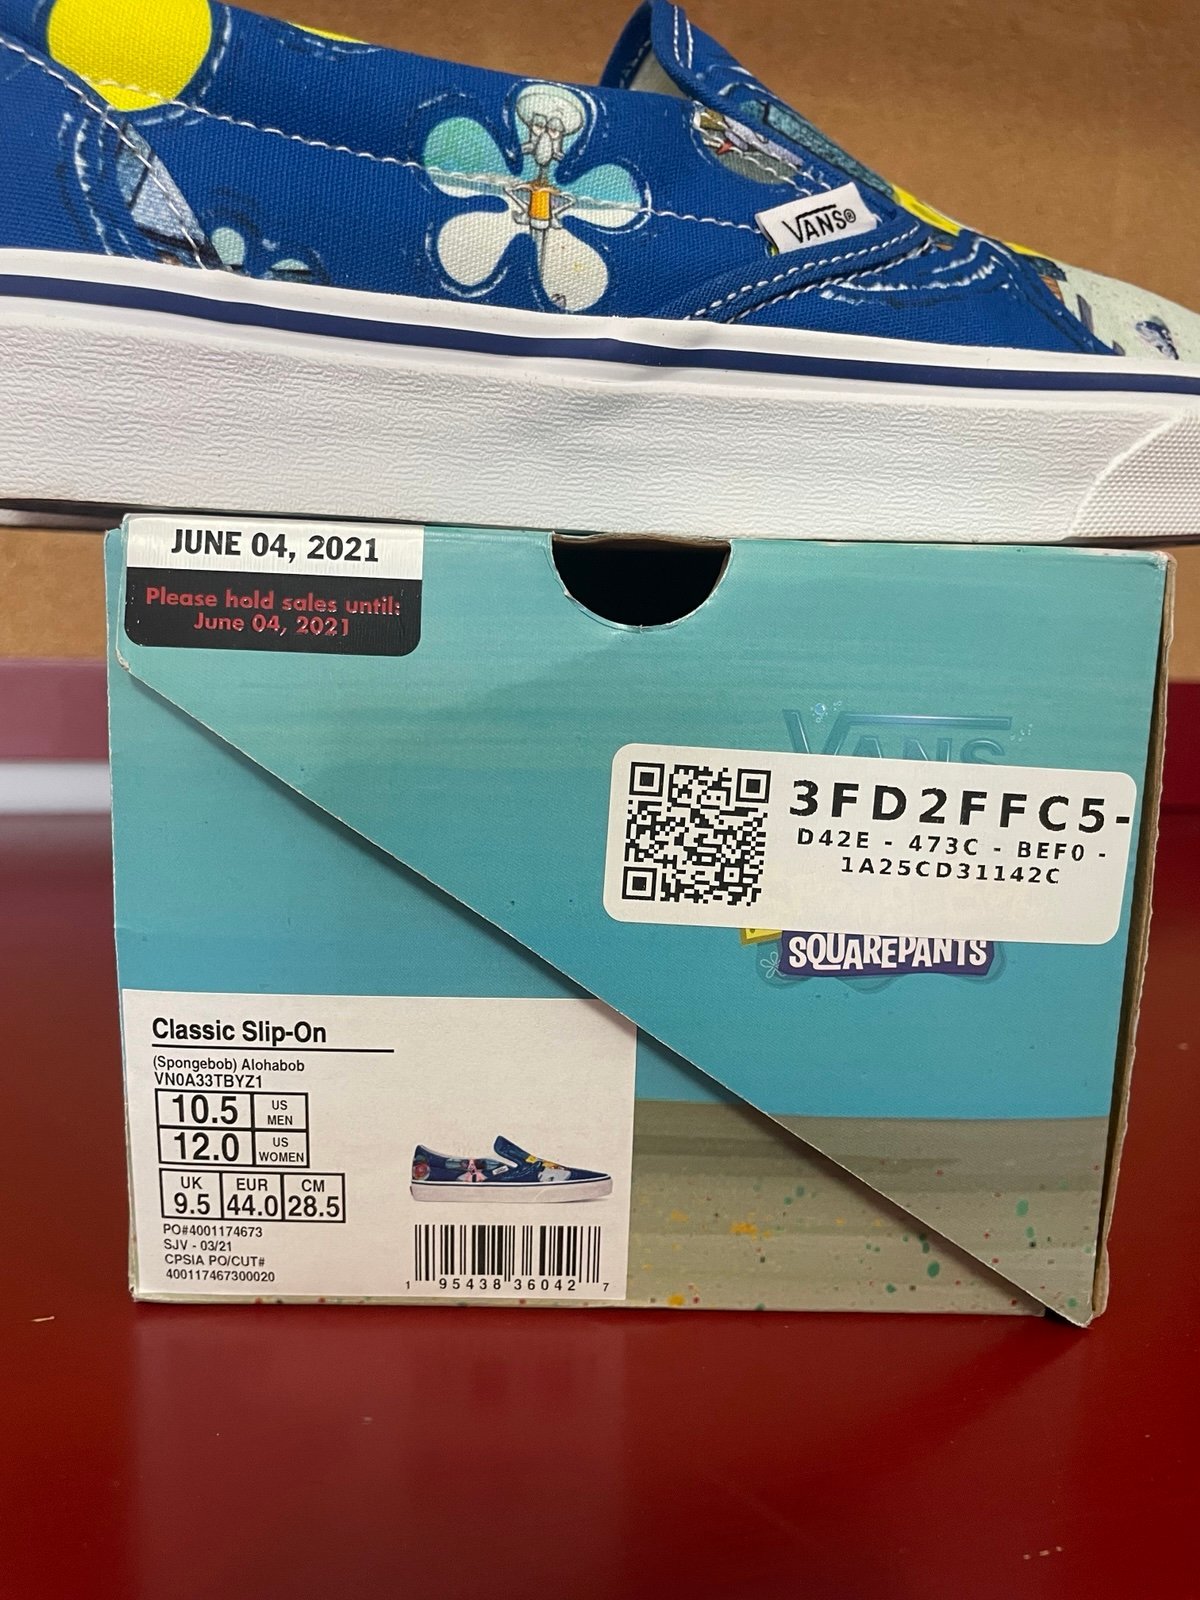 VANS®
JUNE 04, 2021
Please hold sales until:
June 04, 2021
VANS
3FD2FFC5-
D42E - 473C - BEF0 -
1A25CD31142C
SQUAREPANTS
Classic Slip-On
(Spongebob) Alohabob
VN0A33TBYZ1
10.5 US MEN
12.0 US WOMEN
UK EUR CM
9.5 44.0 28.5
PO#4001174673
SJV - 03/21
CPSIA PO/CUT#
400117467300020
1 95438 36042 7